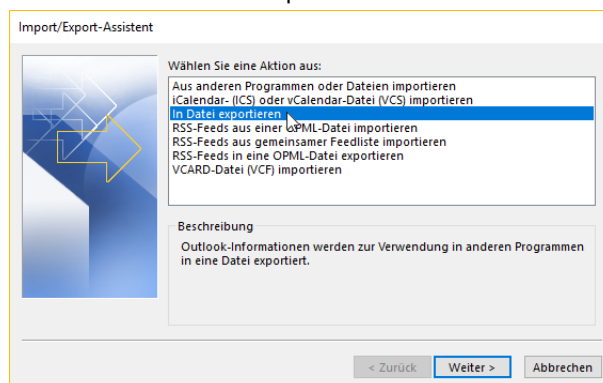 Import/Export-Assistent
Wählen Sie eine Aktion aus:
Aus anderen Programmen oder Dateien importieren
iCalendar- (ICS) oder vCalendar-Datei (VCS) importieren
In Datei exportieren
RSS-Feeds aus einer OPML-Datei importieren
RSS-Feeds aus gemeinsamer Feedliste importieren
RSS-Feeds in eine OPML-Datei exportieren
VCARD-Datei (VCF) importieren
Beschreibung
Outlook-Informationen werden zur Verwendung in anderen Programmen
in eine Datei exportiert.
< Zurück
Weiter >
Abbrechen